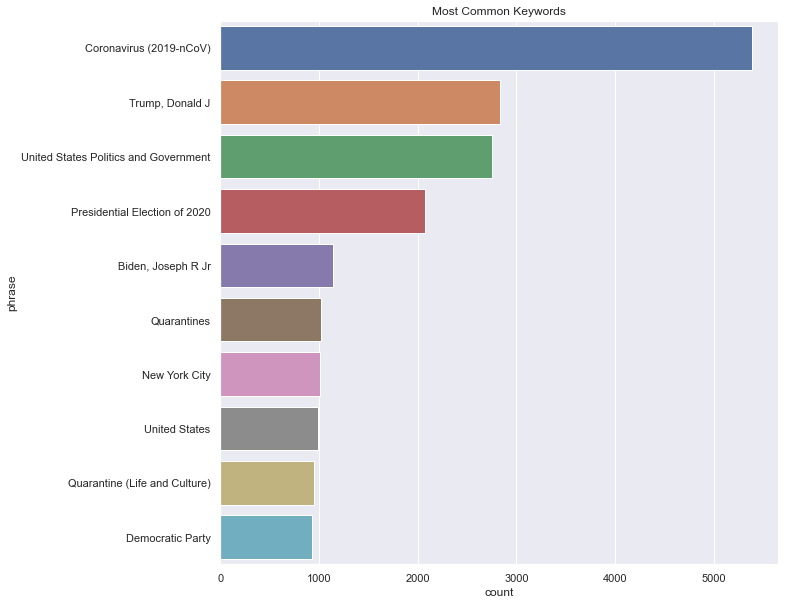 Most Common Keywords
Coronavirus (2019-nCoV)
Trump, Donald J
United States Politics and Government
Presidential Election of 2020
Biden, Joseph R Jr
Quarantines
New York City
United States
Quarantine (Life and Culture)
Democratic Party
phrase
0 1000 2000 3000 4000 5000
count